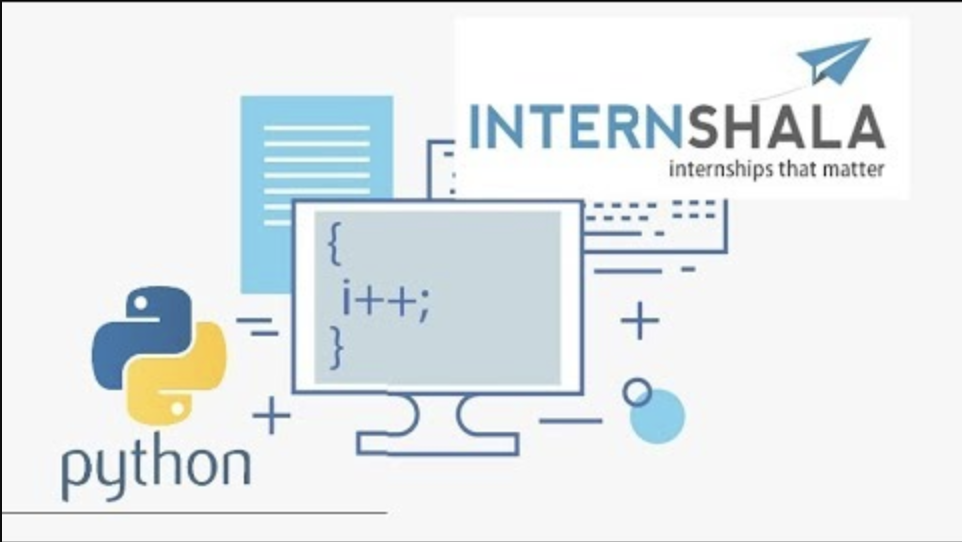 INTERNSHALA
internships that matter
{
i++;
}
python